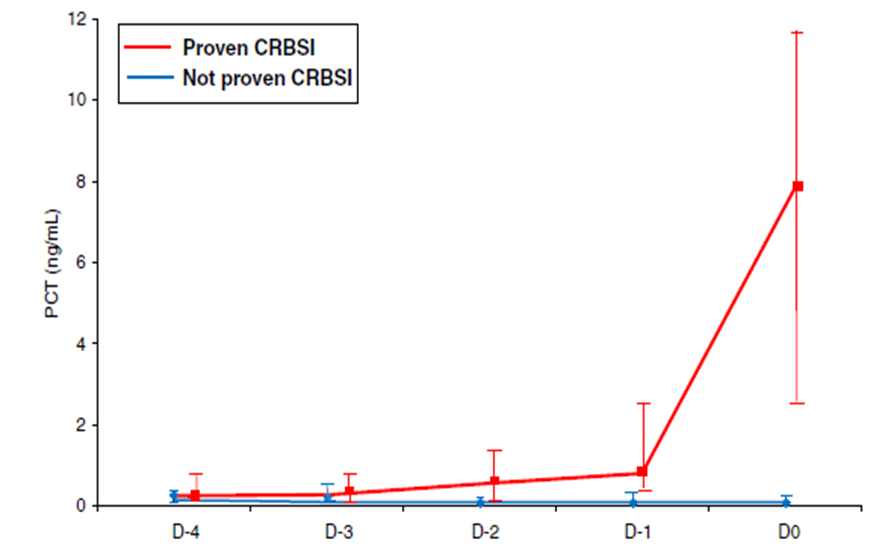 12
Proven CRBSI
Not proven CRBSI
10
8
6
4
2
0
PCT (ng/mL)
D-4 D-3 D-2 D-1 D0